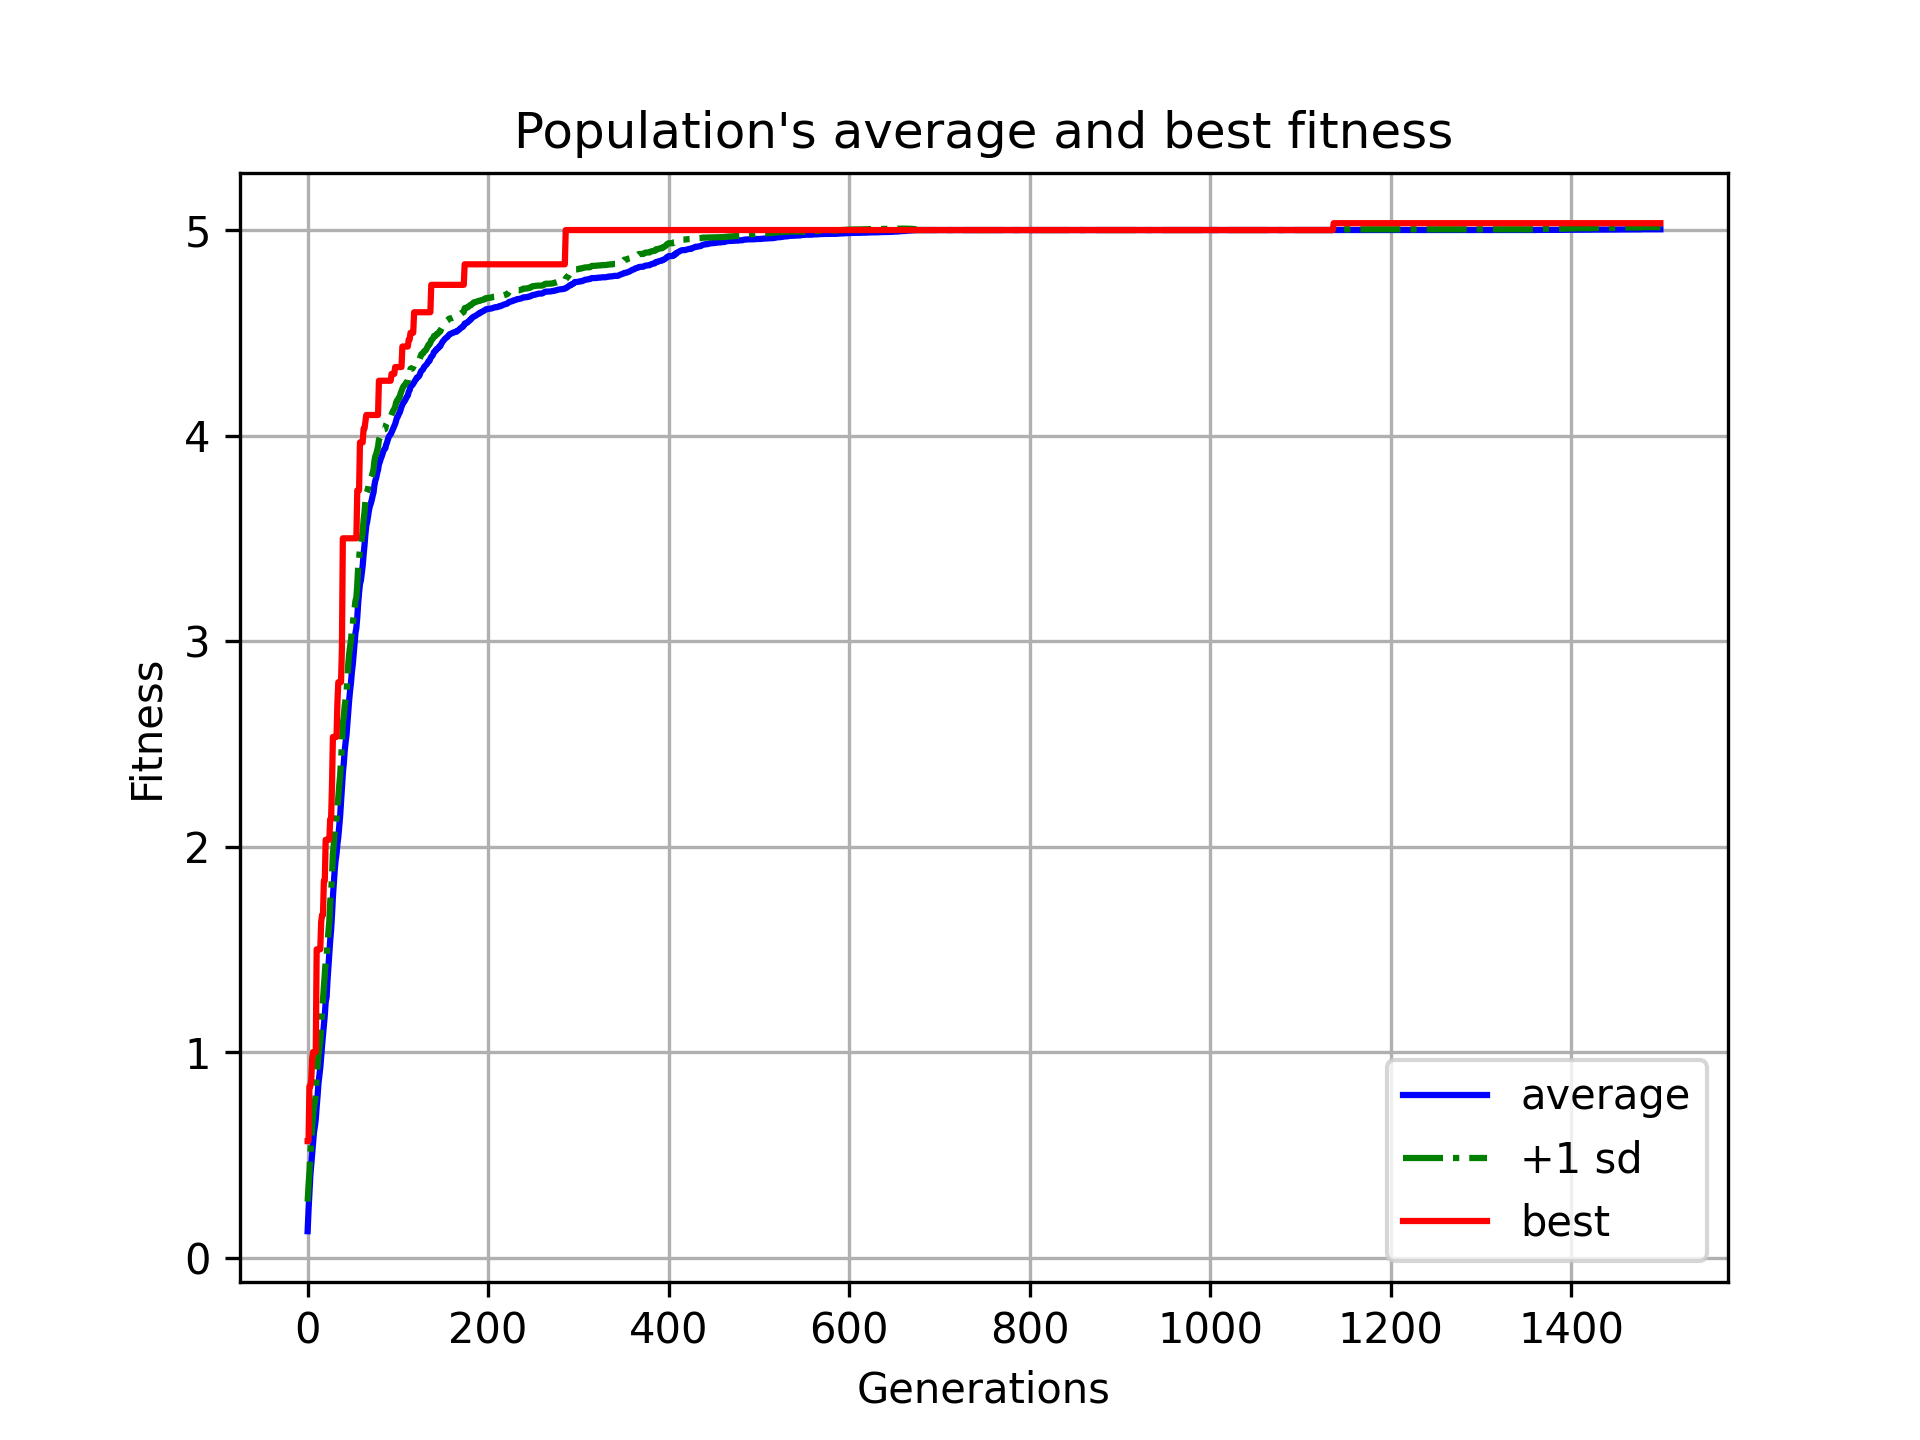 Population's average and best fitness
5
4
3
2
1
0
Fitness
0 200 400 600 800 1000 1200 1400
Generations
average
+1 sd
best